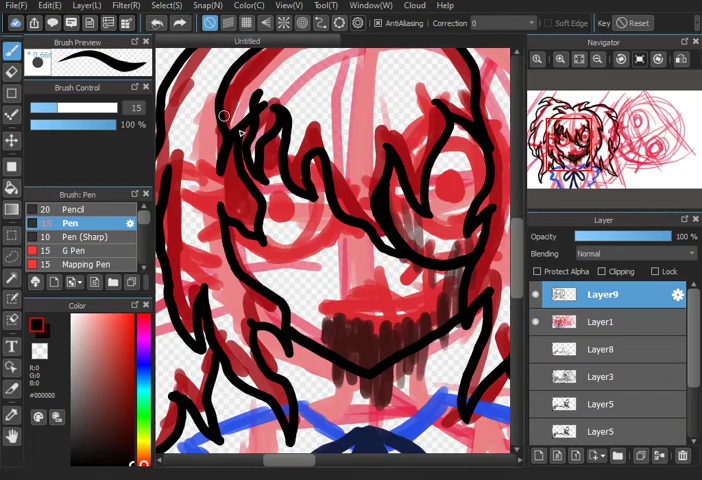 File(F) Edit(E) Layer(L) Filter(R) Select(S) Snap(N) Color(C) View(V) Tool(T) Window(W) Cloud Help
AntiAliasing Correction 0 Soft Edge Key Reset
Brush Preview
* 0.66m
Untitled
Navigator
Brush Control
15
100 %
Brush: Pen
20 Pencil
15 Pen
10 Pen (Sharp)
15 G Pen
15 Mapping Pen
Color
R:0
G:0
B:0
#000000
Layer
Opacity 100 %
Blending Normal
Protect Alpha Clipping Lock
Layer9
Layer1
Layer8
Layer3
Layer5
Layer5